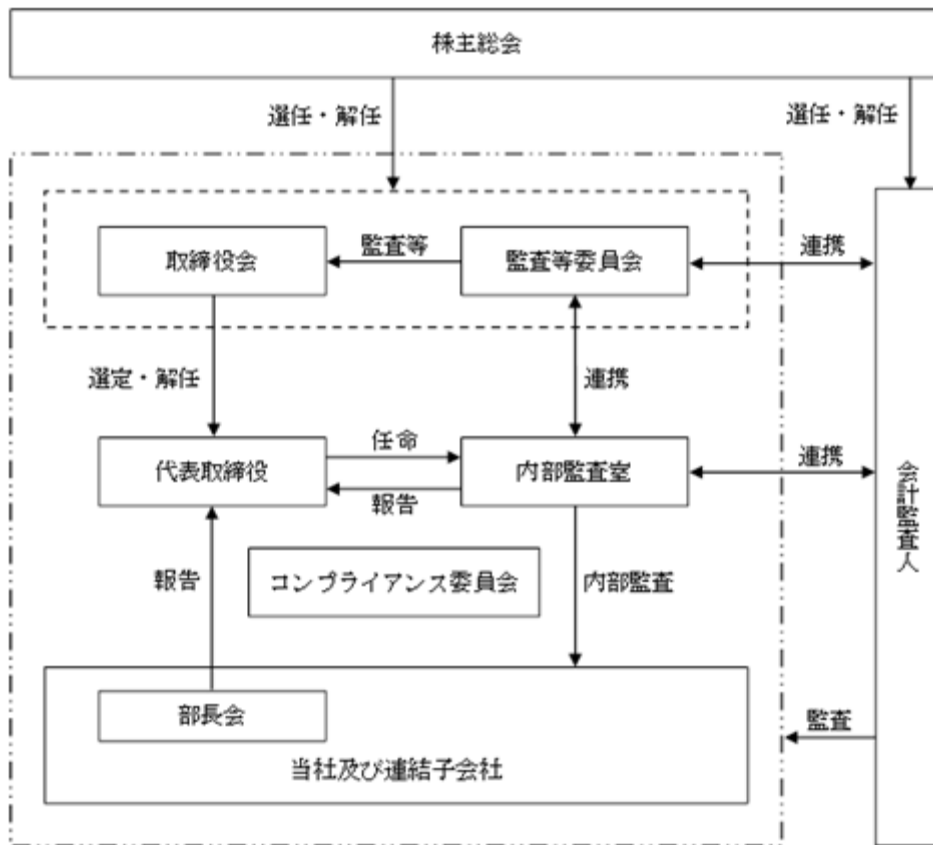 株主総会
選任・解任
選任・解任
取締役会
監査等
監査等委員会
連携
選定・解任
連携
代表取締役
任命
報告
内部監査室
連携
会計監査人
報告
コンプライアンス委員会
内部監査
部長会
監査
当社及び連結子会社